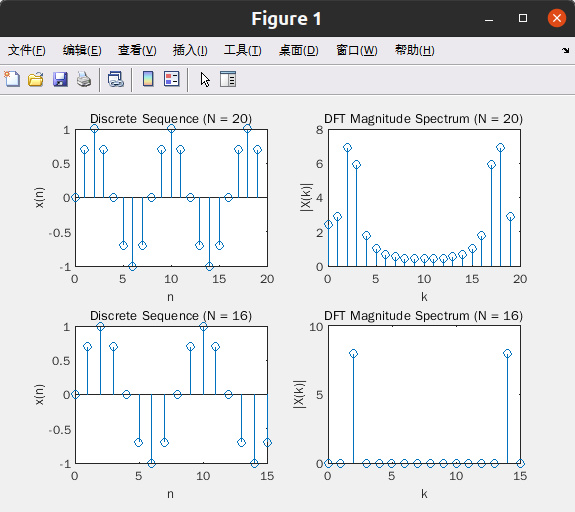 Figure 1
文件(F) 编辑(E) 查看(V) 插入(I) 工具(T) 桌面(D) 窗口(W) 帮助(H)
Discrete Sequence (N = 20)
1
0.5
0
-0.5
-1
x(n)
0 5 10 15 20
n
DFT Magnitude Spectrum (N = 20)
8
6
4
2
0
|X(k)|
0 5 10 15 20
k
Discrete Sequence (N = 16)
1
0.5
0
-0.5
-1
x(n)
0 5 10 15
n
DFT Magnitude Spectrum (N = 16)
10
5
0
|X(k)|
0 5 10 15
k